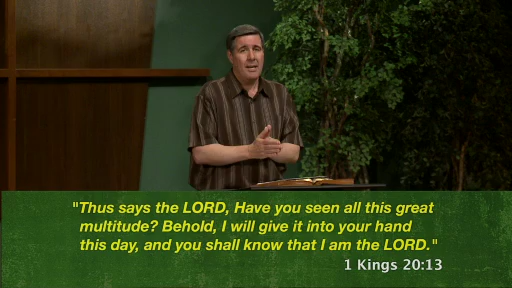 "Thus says the LORD, Have you seen all this great
multitude? Behold, I will give it into your hand
this day, and you shall know that I am the LORD."
1 Kings 20:13